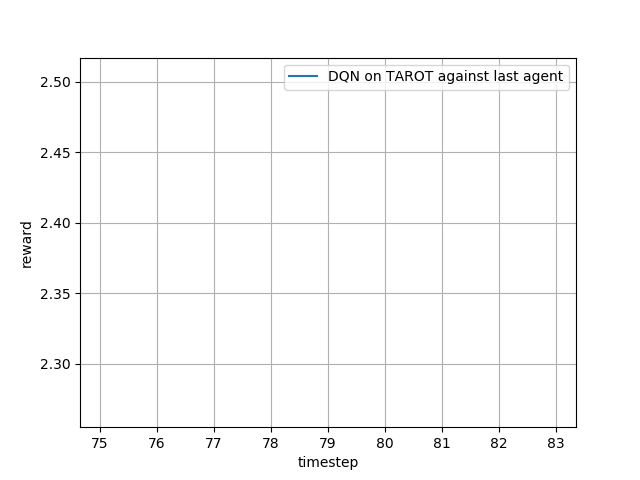 DQN on TAROT against last agent
2.50
2.45
2.40
2.35
2.30
reward
75 76 77 78 79 80 81 82 83
timestep